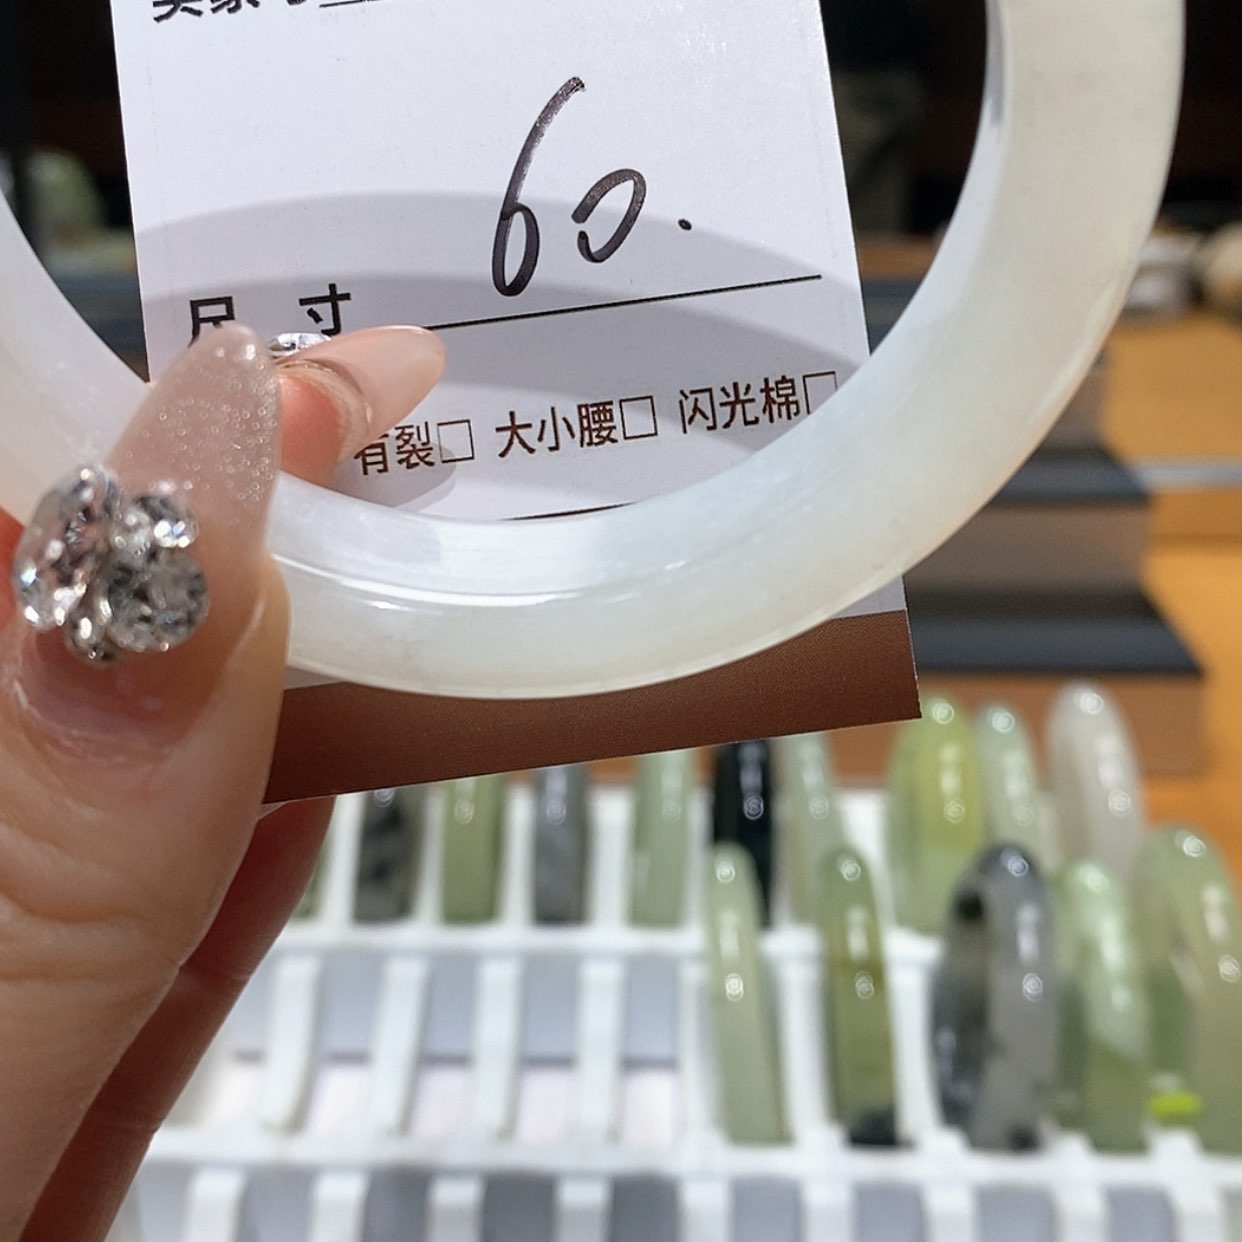 60.
尺 寸
有裂□ 大小腰□ 闪光棉□